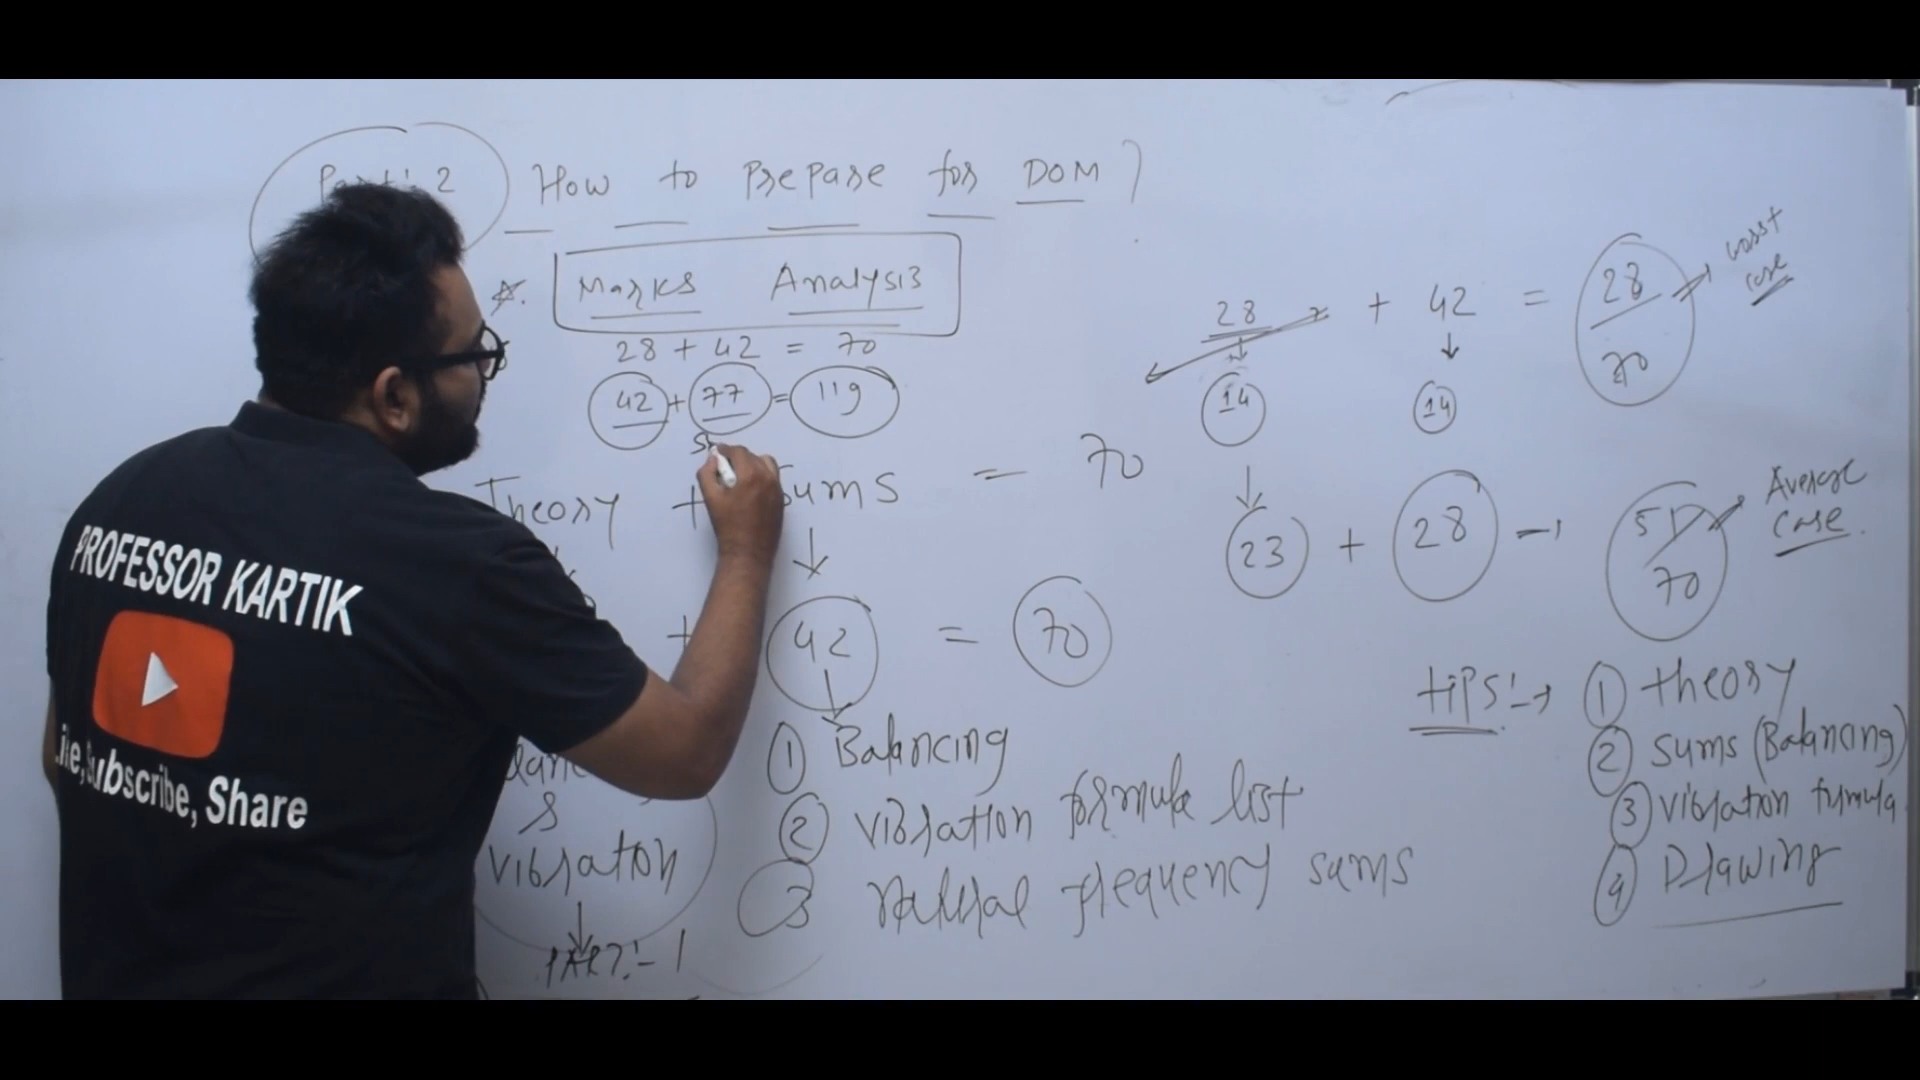 Part:- 2 How to Prepare for DOM?
Marks Analysis
28 + 42 = 70
42 + 77 = 119
Theory + Sums = 70
+ 42 = 70
① Balancing
② vibration formula list
③ natural frequency sums
&
vibration
PART:- 1
28 + 42 = 28/70 worst case
14 14
23 + 28 → 51/70 Average case.
tips:→ ① theory
② sums (Balancing)
③ vibration formula
④ Drawing
PROFESSOR KARTIK
Subscribe, Share